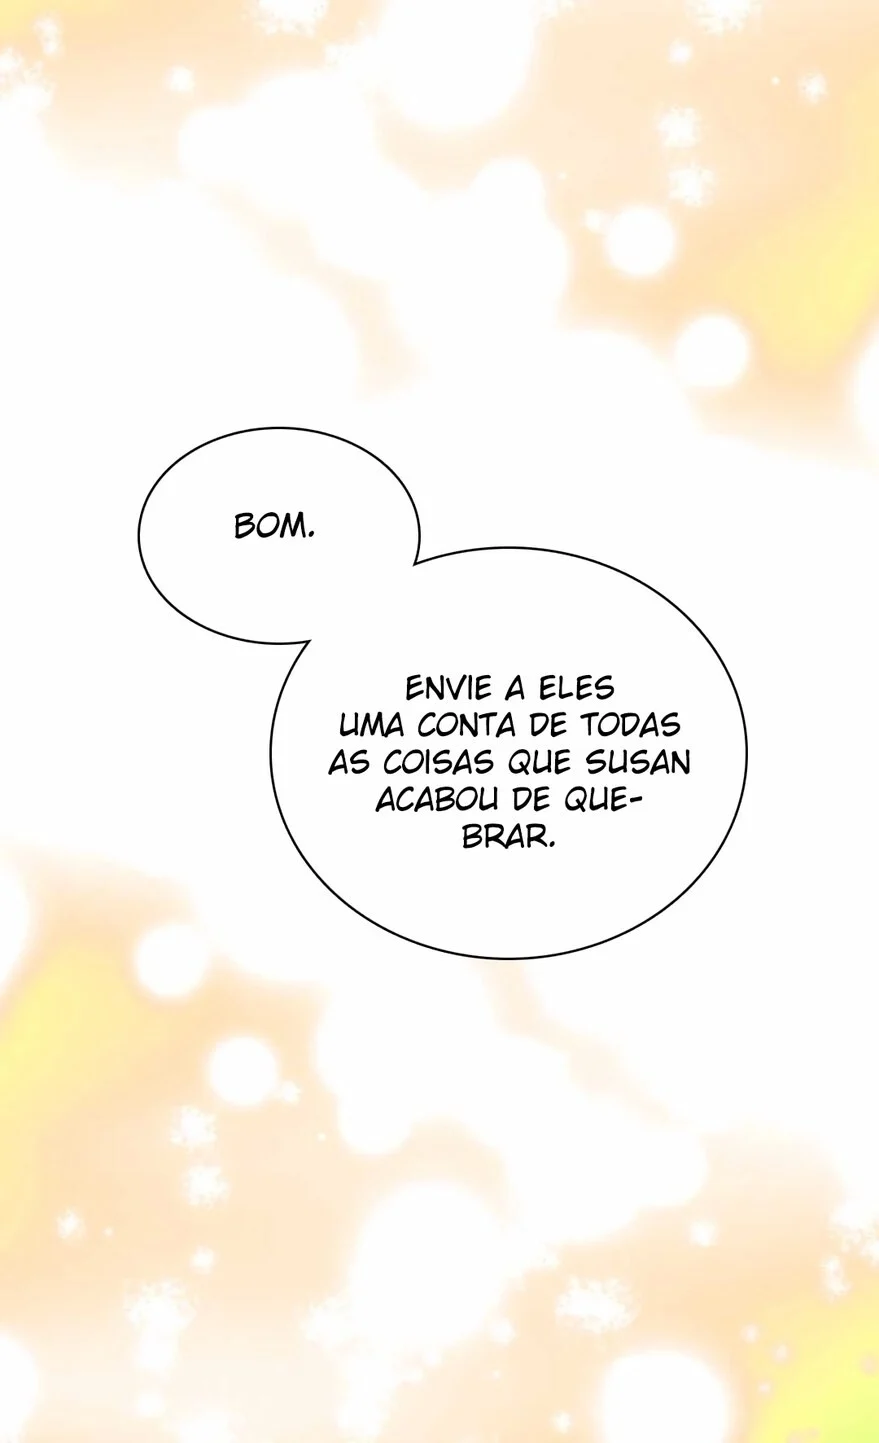 BOM.
ENVIE A ELES
UMA CONTA DE TODAS
AS COISAS QUE SUSAN
ACABOU DE QUE-
BRAR.